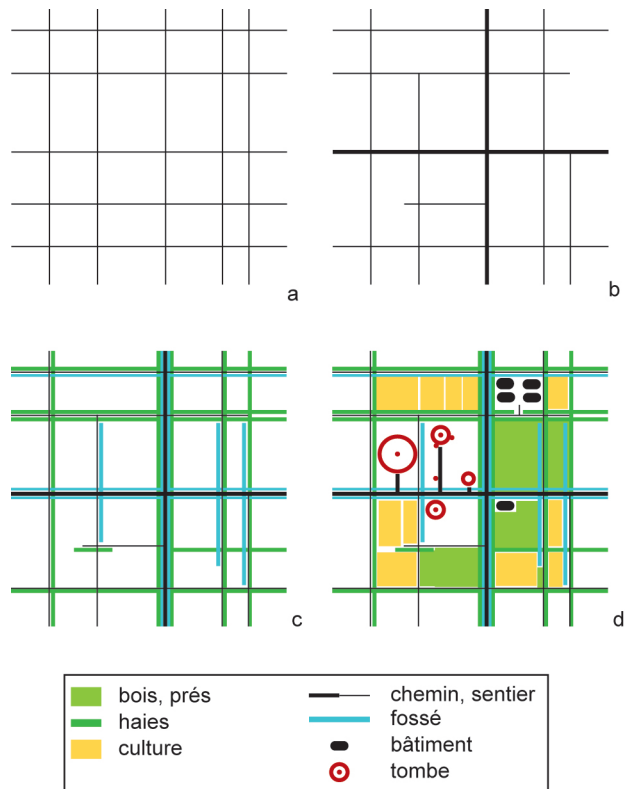 a
b
c
d
bois, prés
haies
culture
chemin, sentier
fossé
bâtiment
tombe